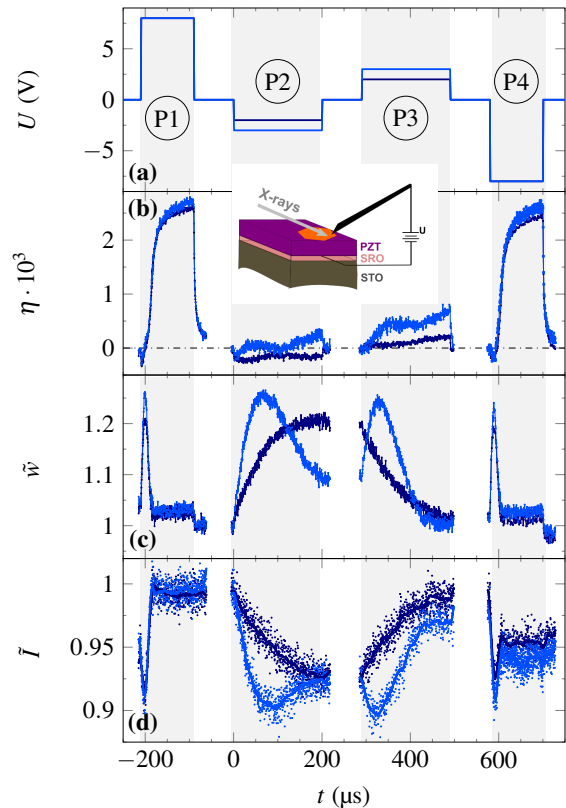 5
0
−5
U (V)
P1
P2
P3
P4
(a)
X-rays
U
PZT
SRO
STO
2
1
0
η · 10³
(b)
1.2
1.1
1
w̃
(c)
1
0.95
0.9
Ĩ
(d)
−200 0 200 400 600
t (µs)